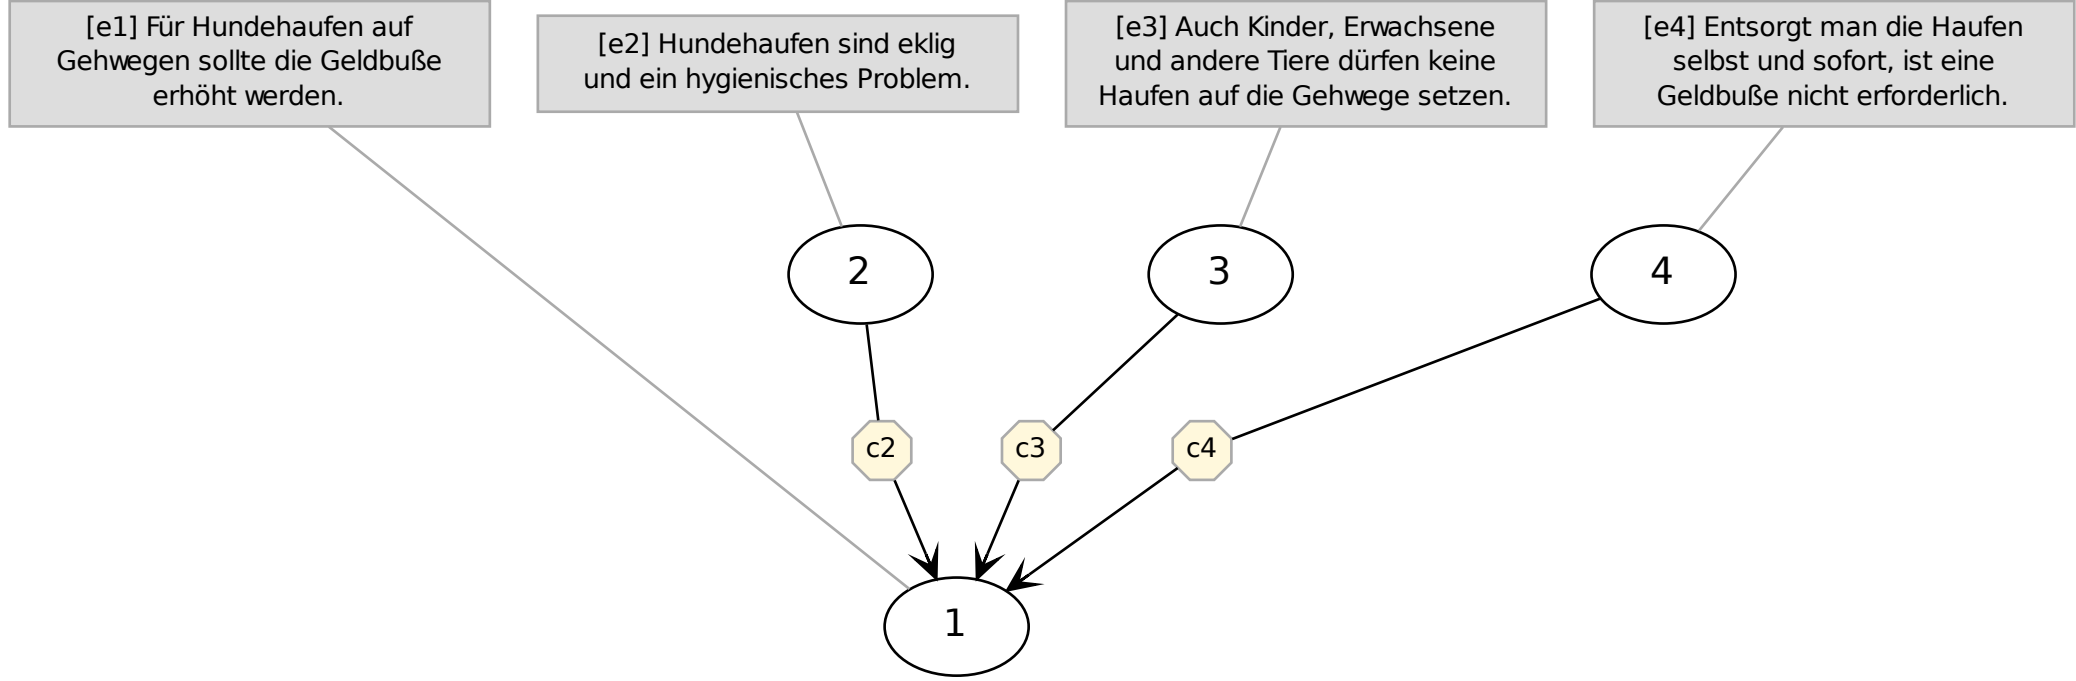 [e1] Für Hundehaufen auf
Gehwegen sollte die Geldbuße
erhöht werden.
[e2] Hundehaufen sind eklig
und ein hygienisches Problem.
[e3] Auch Kinder, Erwachsene
und andere Tiere dürfen keine
Haufen auf die Gehwege setzen.
[e4] Entsorgt man die Haufen
selbst und sofort, ist eine
Geldbuße nicht erforderlich.
2
3
4
c2
c3
c4
1